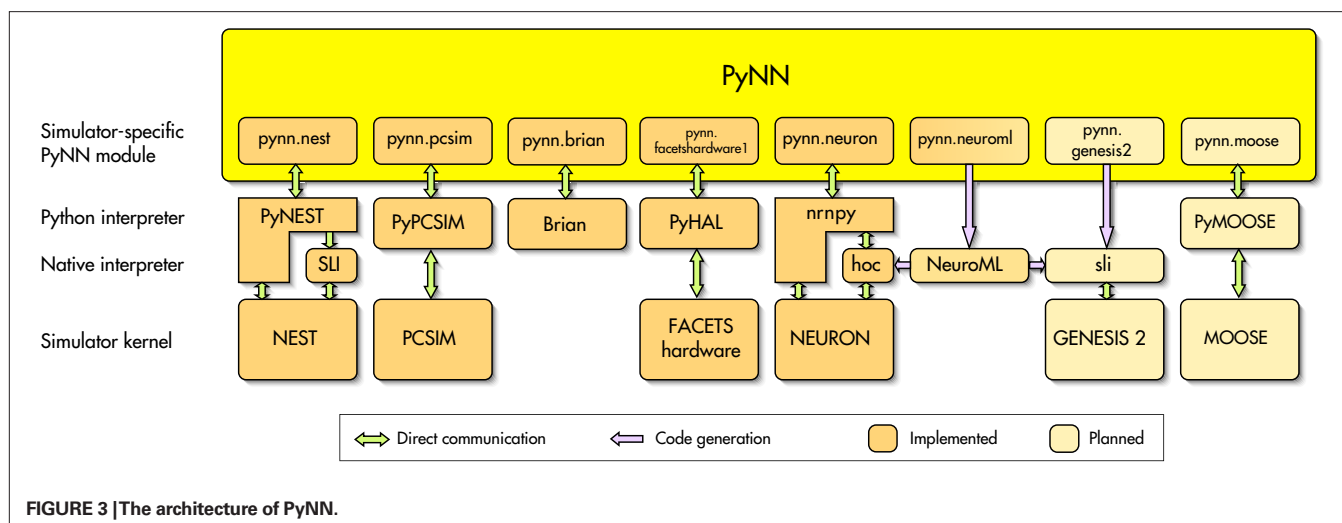 PyNN
Simulator-specific
PyNN module
pynn.nest
pynn.pcsim
pynn.brian
pynn.
facetshardware1
pynn.neuron
pynn.neuroml
pynn.
genesis2
pynn.moose
Python interpreter
PyNEST
PyPCSIM
Brian
PyHAL
nrnpy
PyMOOSE
Native interpreter
SLI
hoc
NeuroML
sli
Simulator kernel
NEST
PCSIM
FACETS
hardware
NEURON
GENESIS 2
MOOSE
Direct communication
Code generation
Implemented
Planned
FIGURE 3 | The architecture of PyNN.